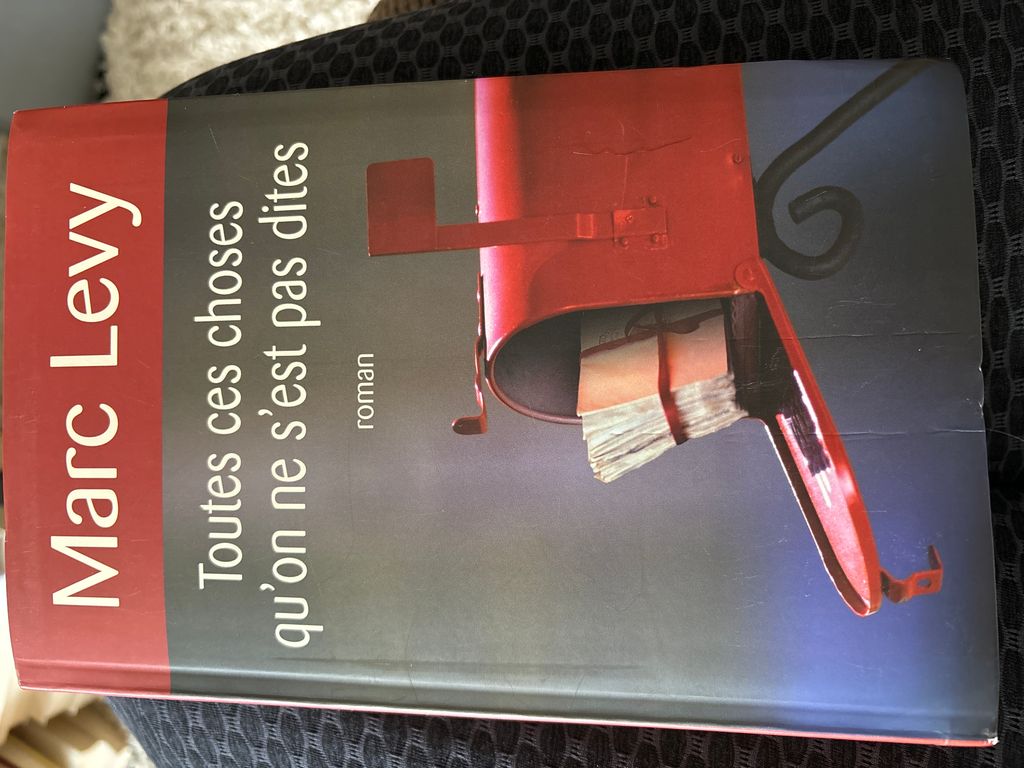 Marc Levy
Toutes ces choses
qu'on ne s'est pas dites
roman